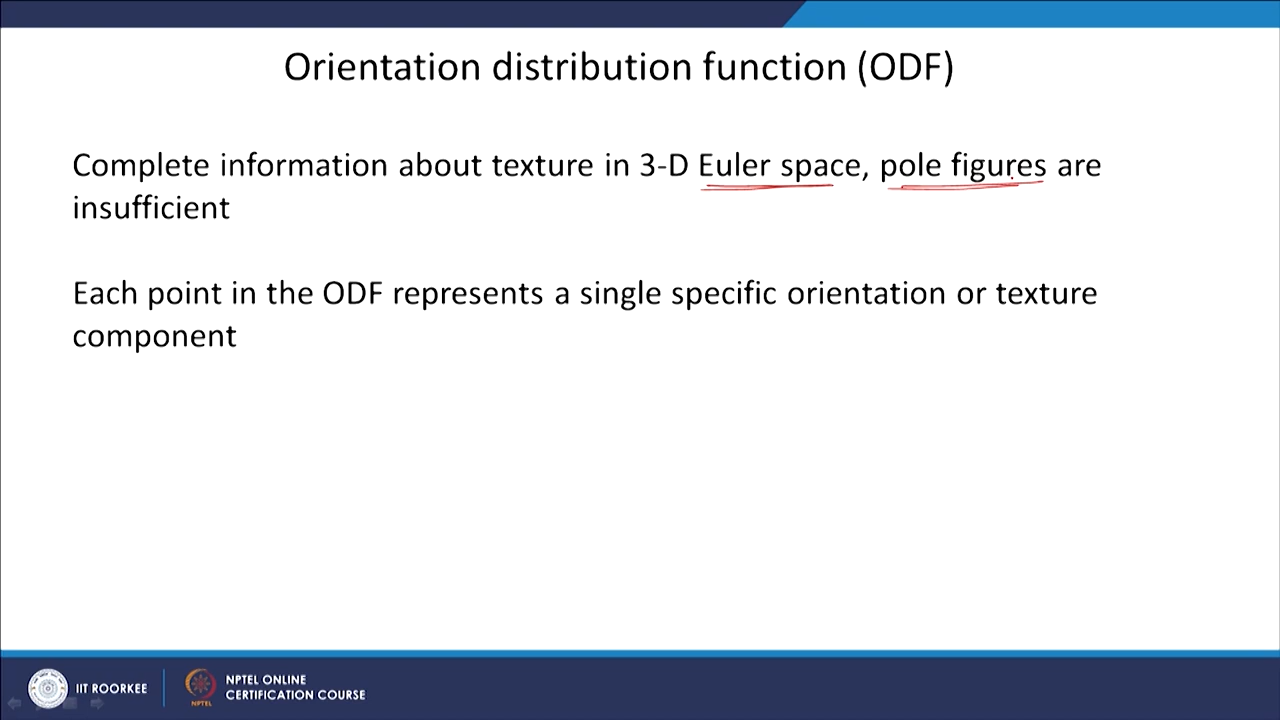 Orientation distribution function (ODF)
Complete information about texture in 3-D Euler space, pole figures are
insufficient
Each point in the ODF represents a single specific orientation or texture
component
IIT ROORKEE
NPTEL
NPTEL ONLINE
CERTIFICATION COURSE